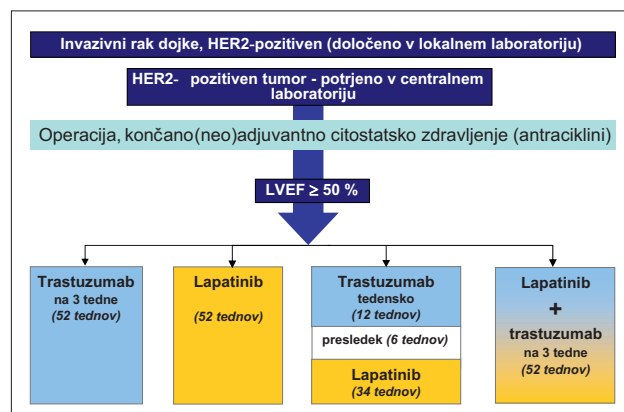 Invazivni rak dojke, HER2-pozitiven (določeno v lokalnem laboratoriju)
HER2- pozitiven tumor - potrjeno v centralnem
laboratoriju
Operacija, končano(neo)adjuvantno citostatsko zdravljenje (antraciklini)
LVEF ≥ 50 %
Trastuzumab
na 3 tedne
(52 tednov)
Lapatinib
(52 tednov)
Trastuzumab
tedensko
(12 tednov)
presledek (6 tednov)
Lapatinib
(34 tednov)
Lapatinib
+
trastuzumab
na 3 tedne
(52 tednov)